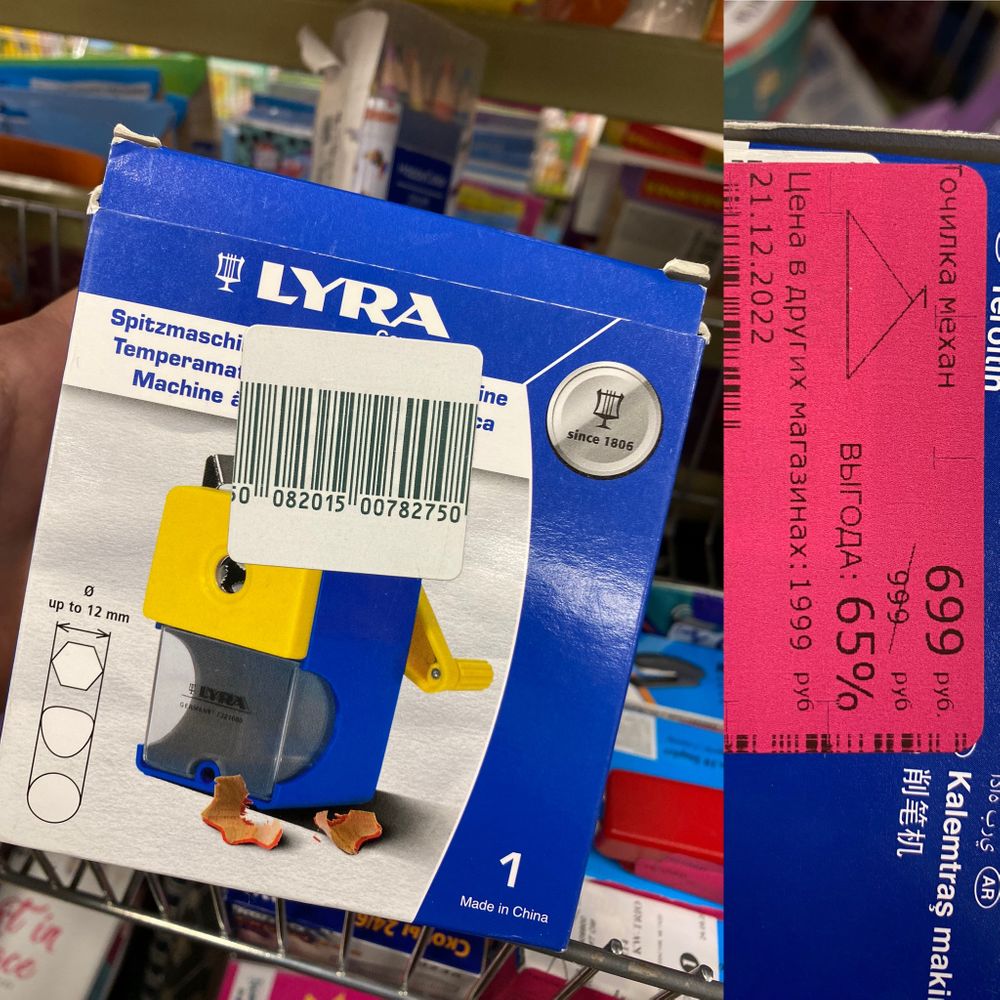 LYRA
Spitzmaschi
ine
Temperamat
ca
Machine à
since 1806
082015 00782750
Ø
up to 12 mm
LYRA
GERMANY
1
Made in China
Точилка механ
699 руб.
999 руб
ВЫГОДА: 65%
Цена в других магазинах: 1999 руб
21.12.2022
AR
Kalemtraş maki
削笔机